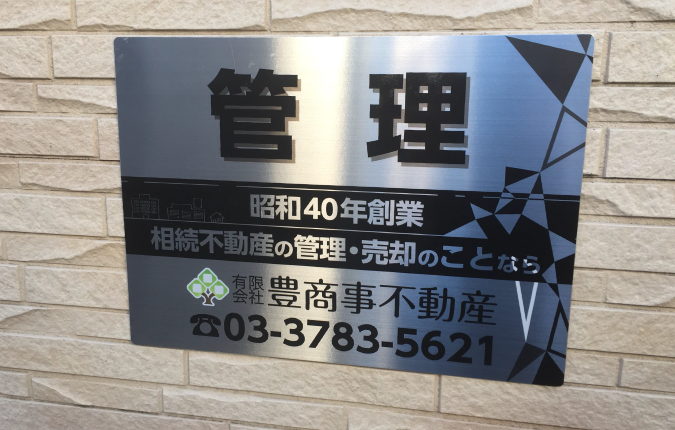 管理
昭和40年創業
相続不動産の管理・売却のことなら
有限会社 豊商事不動産
☎03-3783-5621